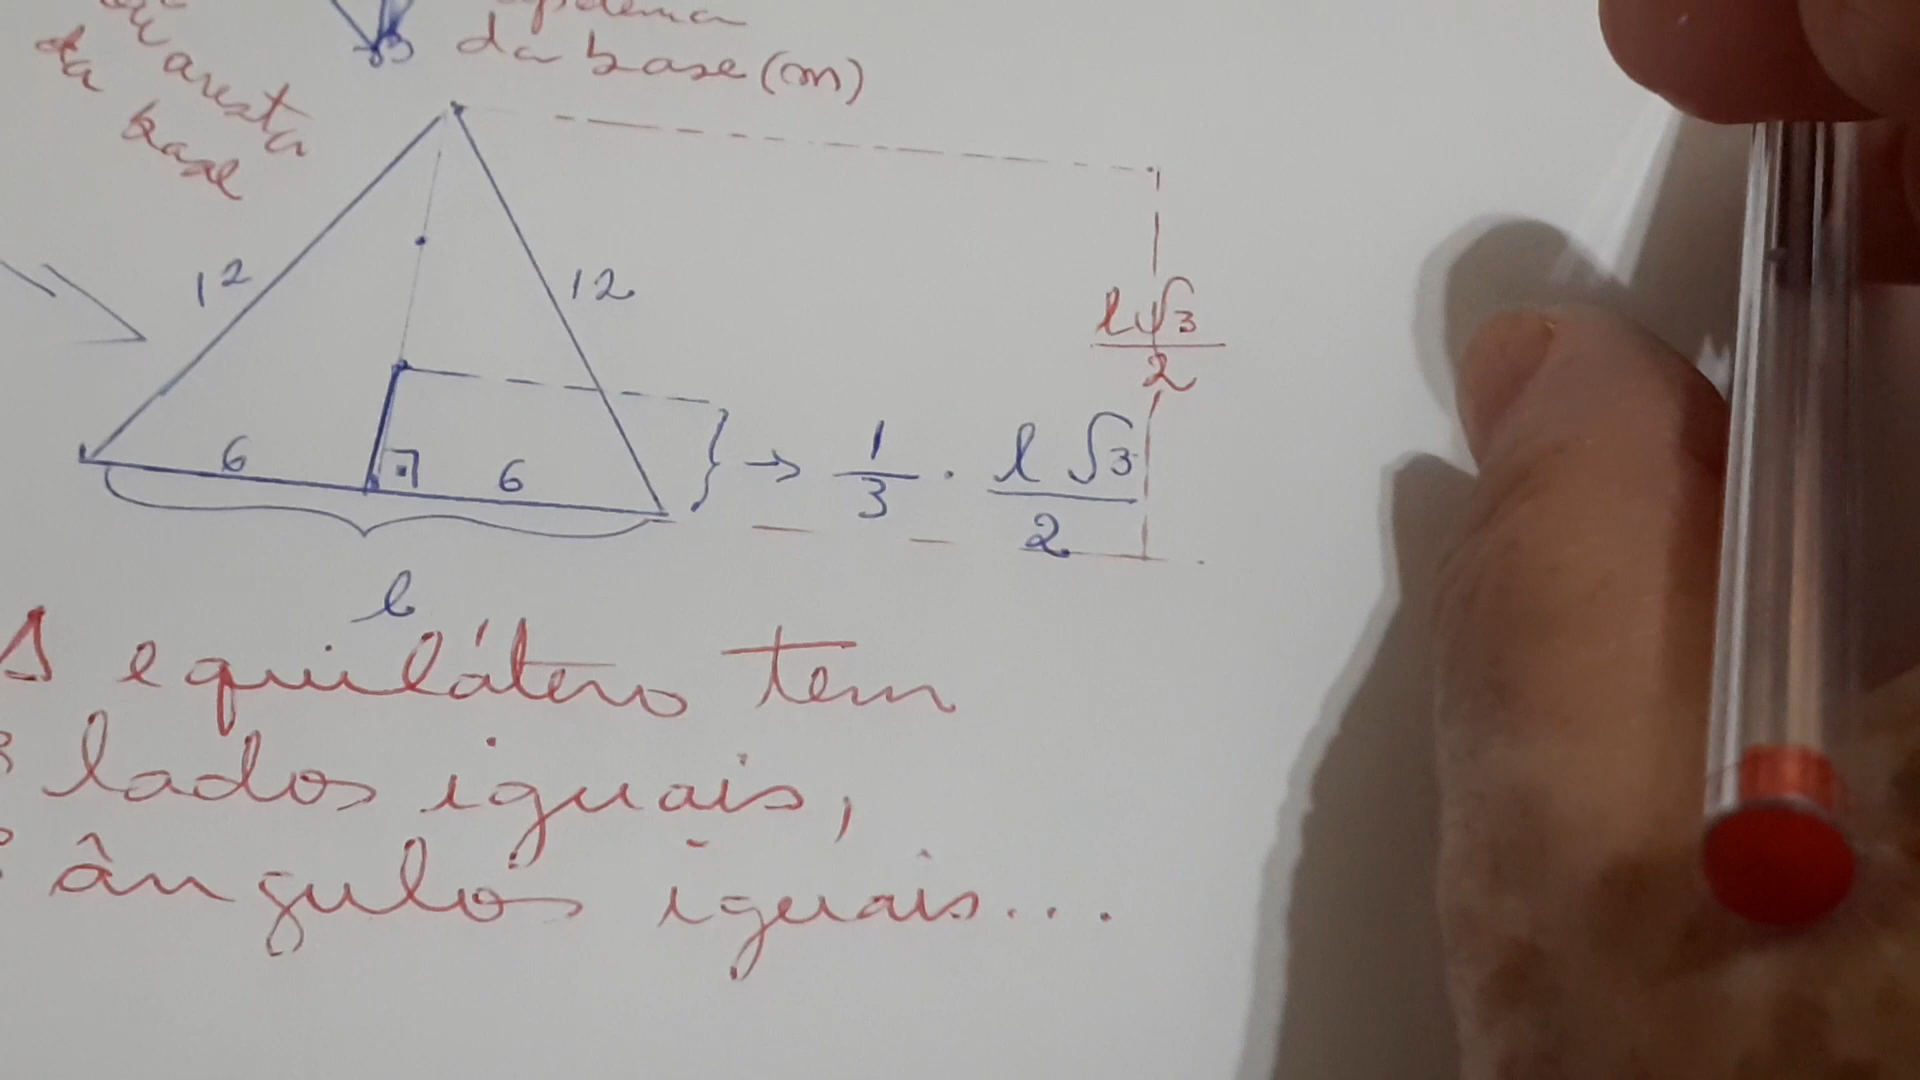 aresta
da base
da base (m)
12
12
l√3
2
6
6
1/3 · l√3/2
l
Δ equilátero tem
lados iguais,
ângulos iguais...